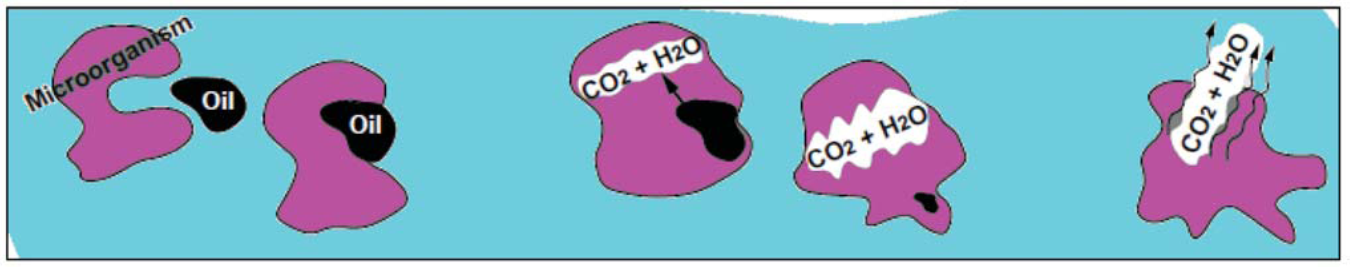 Microorganism
Oil
Oil
CO2 + H2O
CO2 + H2O
CO2 + H2O